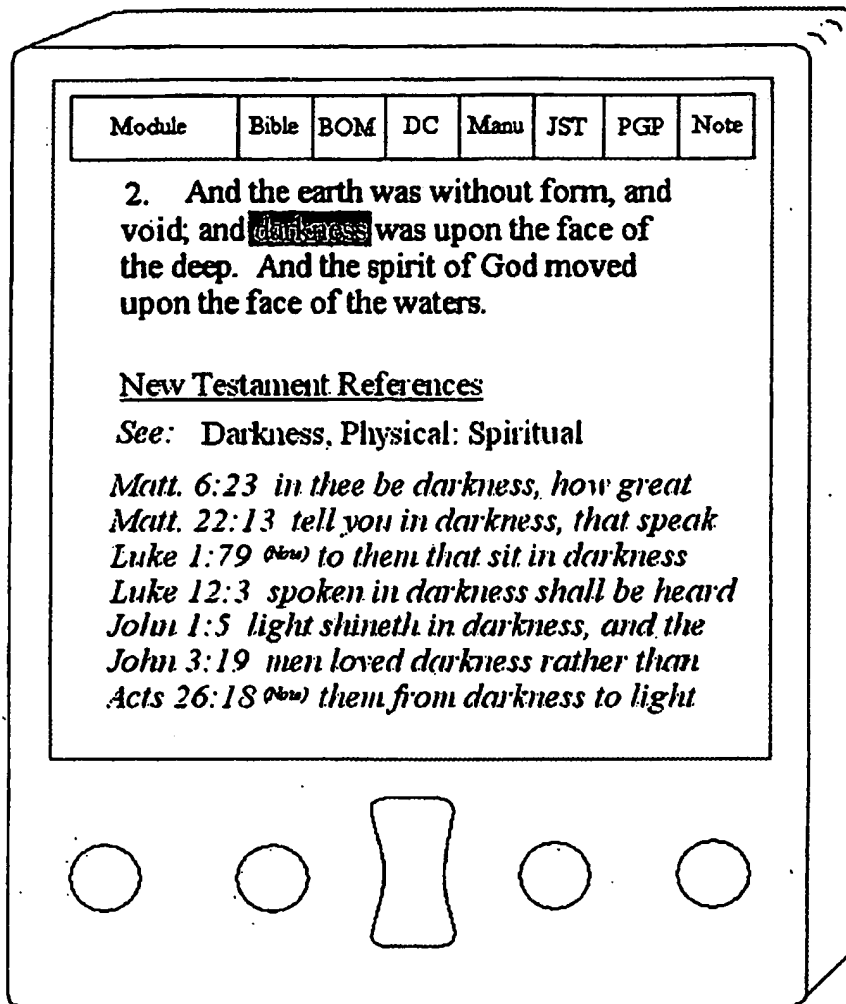 Module Bible BOM DC Manu JST PGP Note
2. And the earth was without form, and
void; and darkness was upon the face of
the deep. And the spirit of God moved
upon the face of the waters.
New Testament References
See: Darkness, Physical: Spiritual
Matt. 6:23 in thee be darkness, how great
Matt. 22:13 tell you in darkness, that speak
Luke 1:79 (Note) to them that sit in darkness
Luke 12:3 spoken in darkness shall be heard
John 1:5 light shineth in darkness, and the
John 3:19 men loved darkness rather than
Acts 26:18 (Note) them from darkness to light